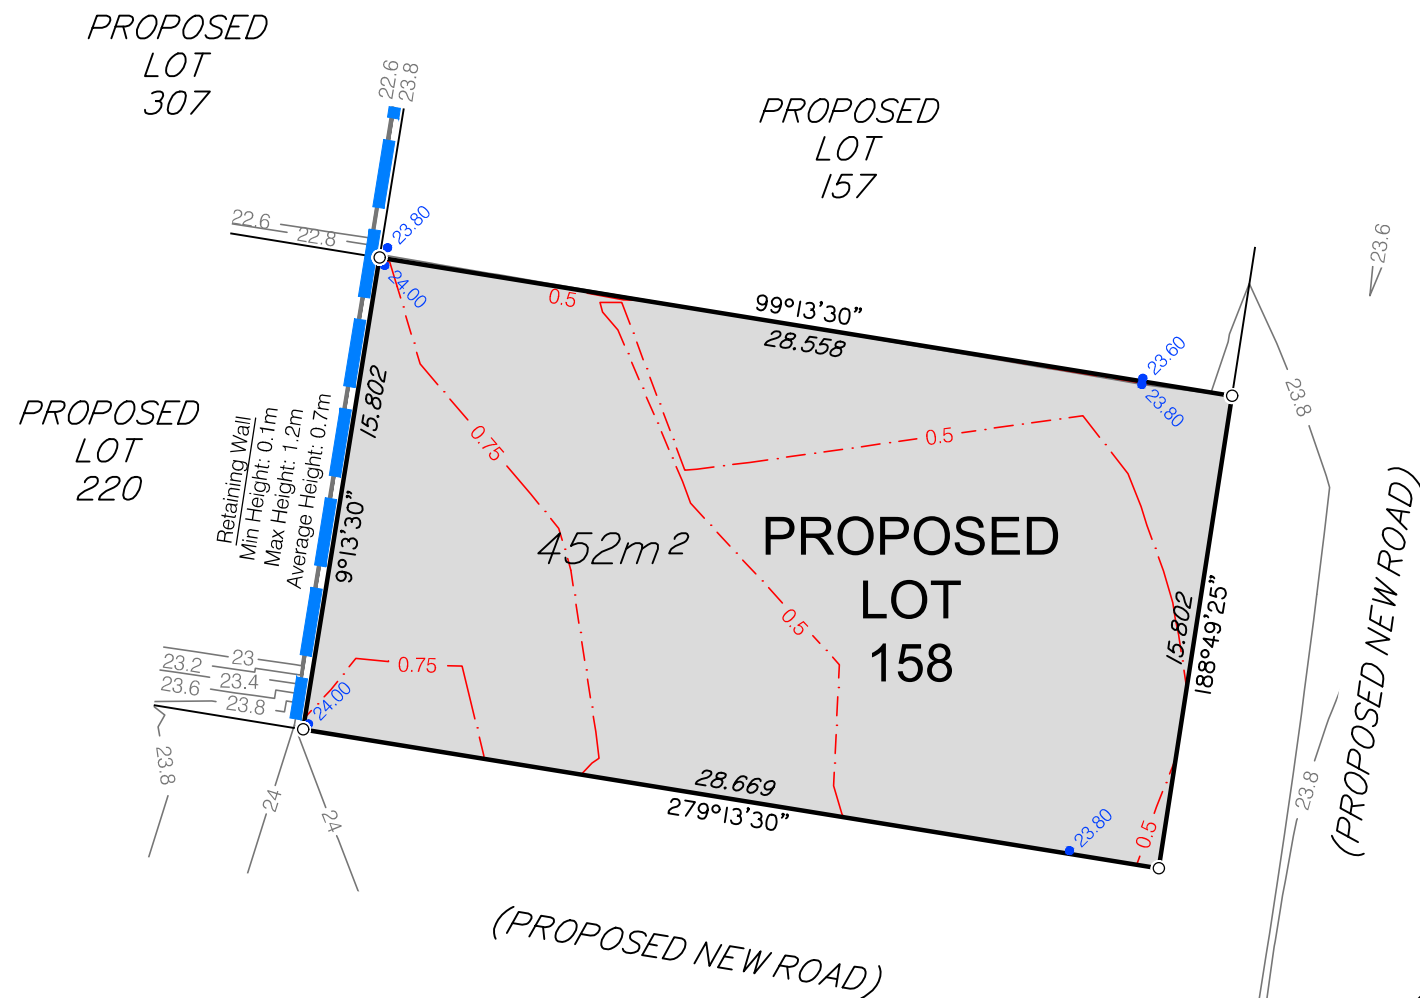 PROPOSED
LOT
307
22.6
23.8
PROPOSED
LOT
157
22.6
22.8
23.80
24.00
23.6
0.5
99°13'30"
28.558
23.60
23.80
23.8
15.802
0.75
0.5
PROPOSED
LOT
220
Retaining Wall
Min Height: 0.1m
Max Height: 1.2m
Average Height: 0.7m
9°13'30"
452m²
PROPOSED
LOT
158
0.5
15.802
188°49'25"
(PROPOSED NEW ROAD)
23
23.2
23.4
23.6
23.8
0.75
24.00
23.8
24
24
28.669
279°13'30"
23.80
0.5
23.8
(PROPOSED NEW ROAD)